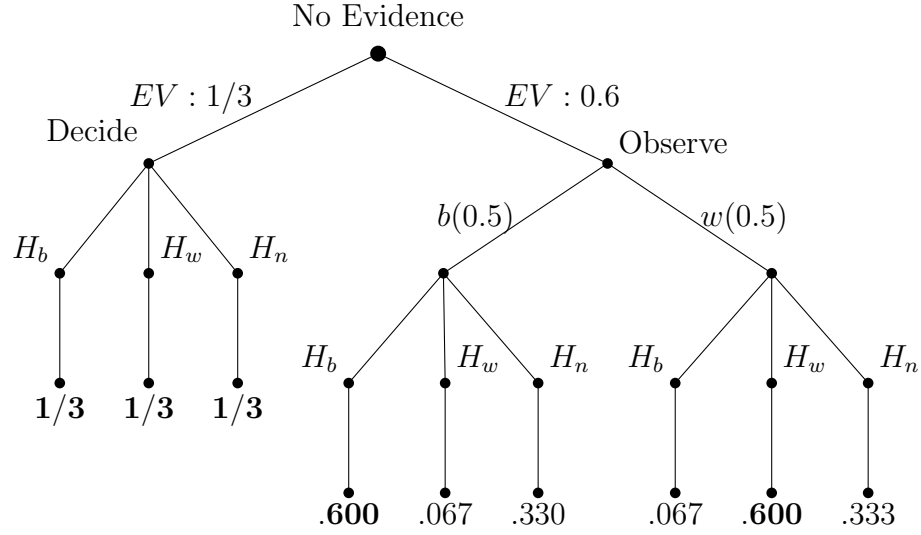 No Evidence
EV : 1/3
EV : 0.6
Decide
Observe
b(0.5)
w(0.5)
H_b
H_w
H_n
H_b
H_w
H_n
H_b
H_w
H_n
1/3
1/3
1/3
.600
.067
.330
.067
.600
.333